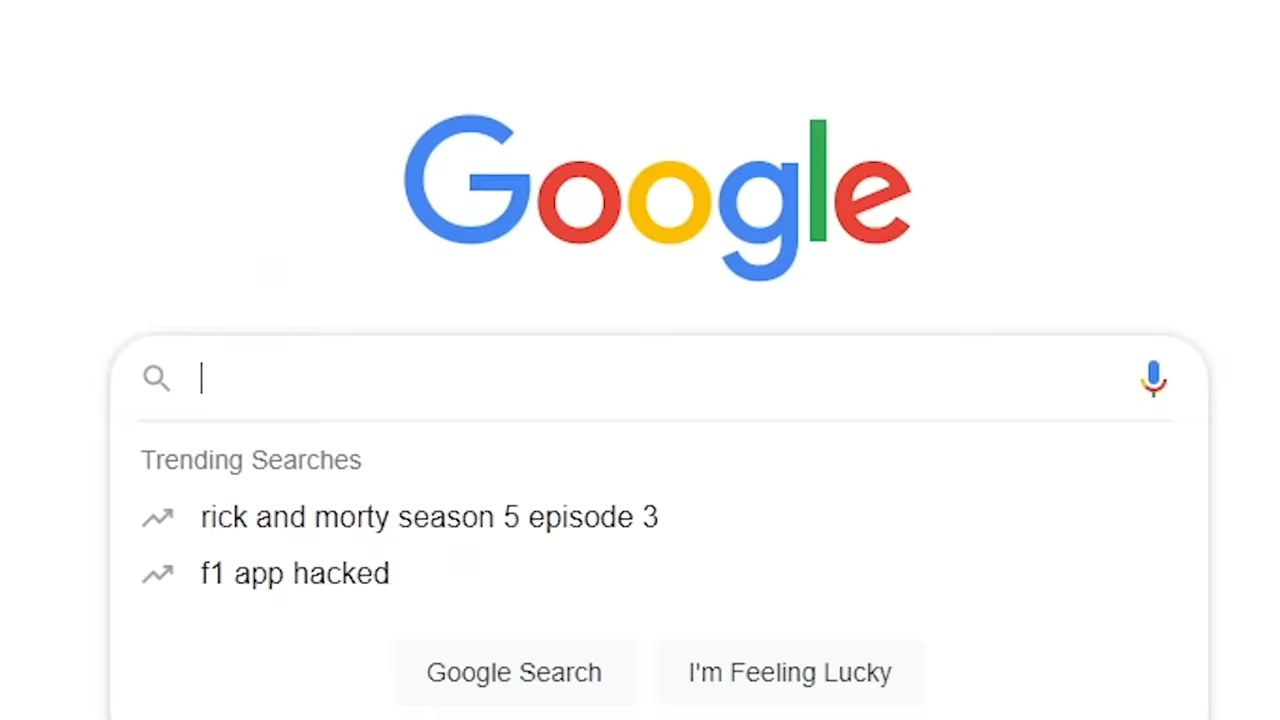 Google
Trending Searches
rick and morty season 5 episode 3
f1 app hacked
Google Search
I'm Feeling Lucky